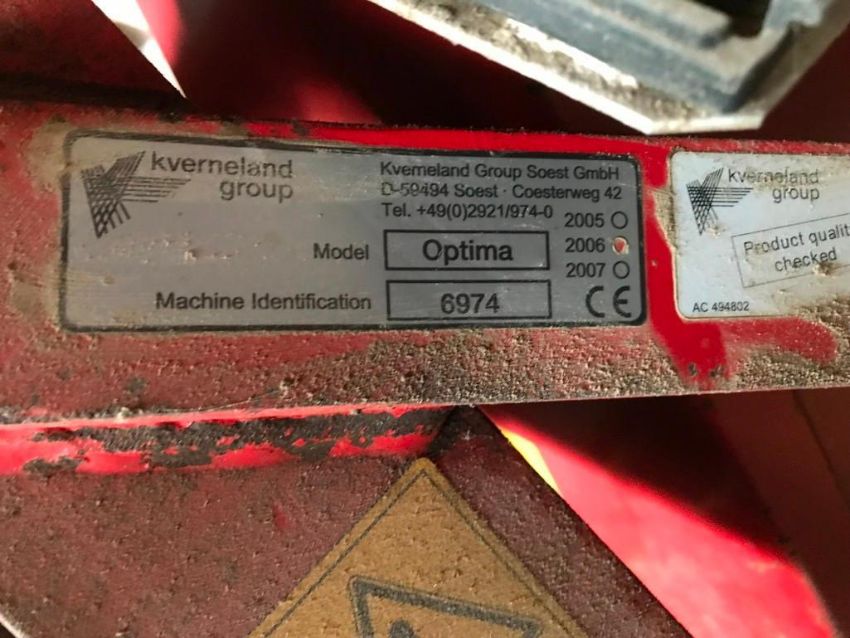 kverneland
group
Kverneland Group Soest GmbH
D-59494 Soest · Coesterweg 42
Tel. +49(0)2921/974-0
2005
Model Optima 2006
2007
Machine Identification 6974 CE
kverneland
group
Product qualit
checked
AC 494802